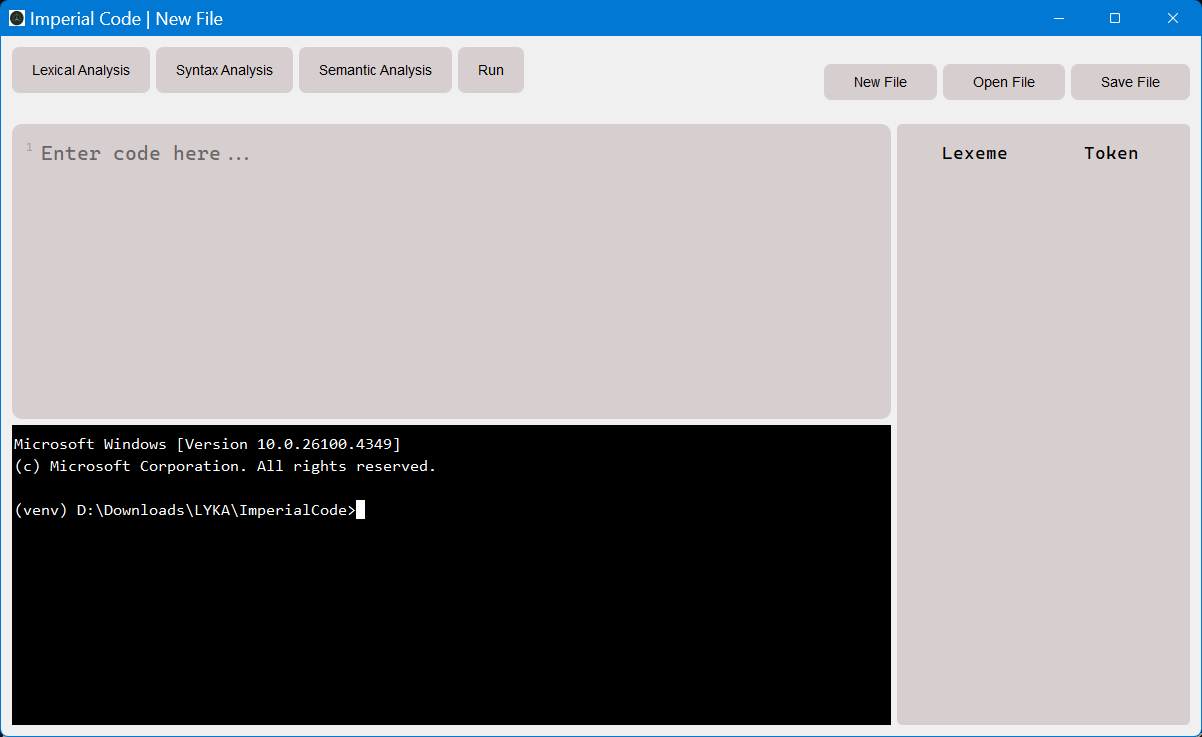 Imperial Code | New File
Lexical Analysis
Syntax Analysis
Semantic Analysis
Run
New File
Open File
Save File
1 Enter code here...
Lexeme
Token
Microsoft Windows [Version 10.0.26100.4349]
(c) Microsoft Corporation. All rights reserved.
(venv) D:\Downloads\LYKA\ImperialCode>